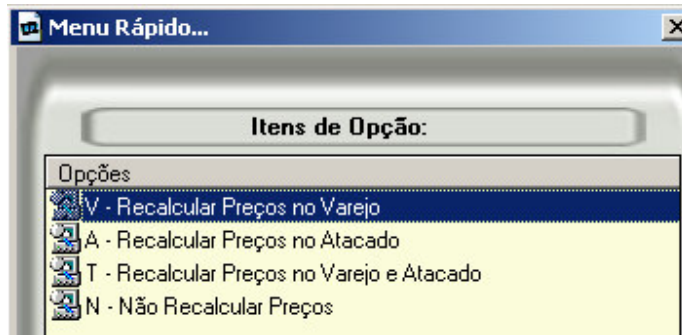 Menu Rápido...
Itens de Opção:
Opções
V - Recalcular Preços no Varejo
A - Recalcular Preços no Atacado
T - Recalcular Preços no Varejo e Atacado
N - Não Recalcular Preços